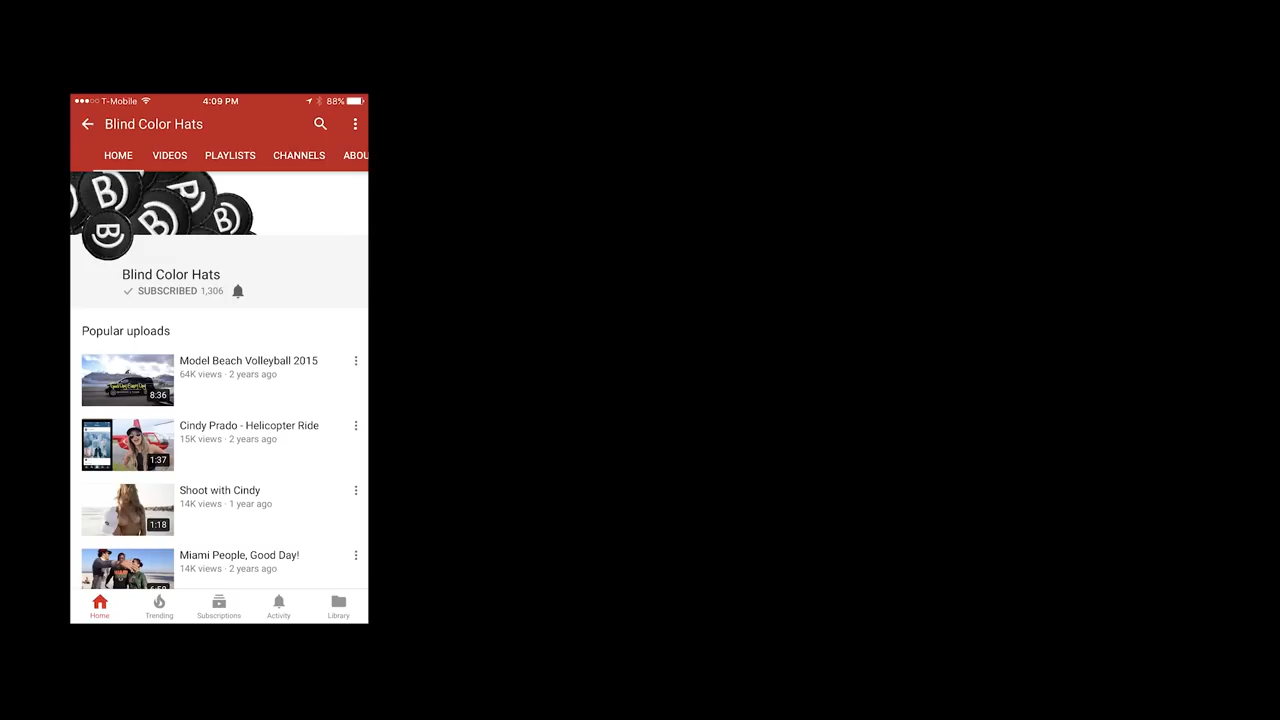 T-Mobile 4:09 PM 88%
Blind Color Hats
HOME VIDEOS PLAYLISTS CHANNELS ABOU
B) B) P) B) B)
Blind Color Hats
SUBSCRIBED 1,306
Popular uploads
Model Beach Volleyball 2015
64K views · 2 years ago
8:36
Cindy Prado - Helicopter Ride
15K views · 2 years ago
1:37
Shoot with Cindy
14K views · 1 year ago
1:18
Miami People, Good Day!
14K views · 2 years ago
Home Trending Subscriptions Activity Library